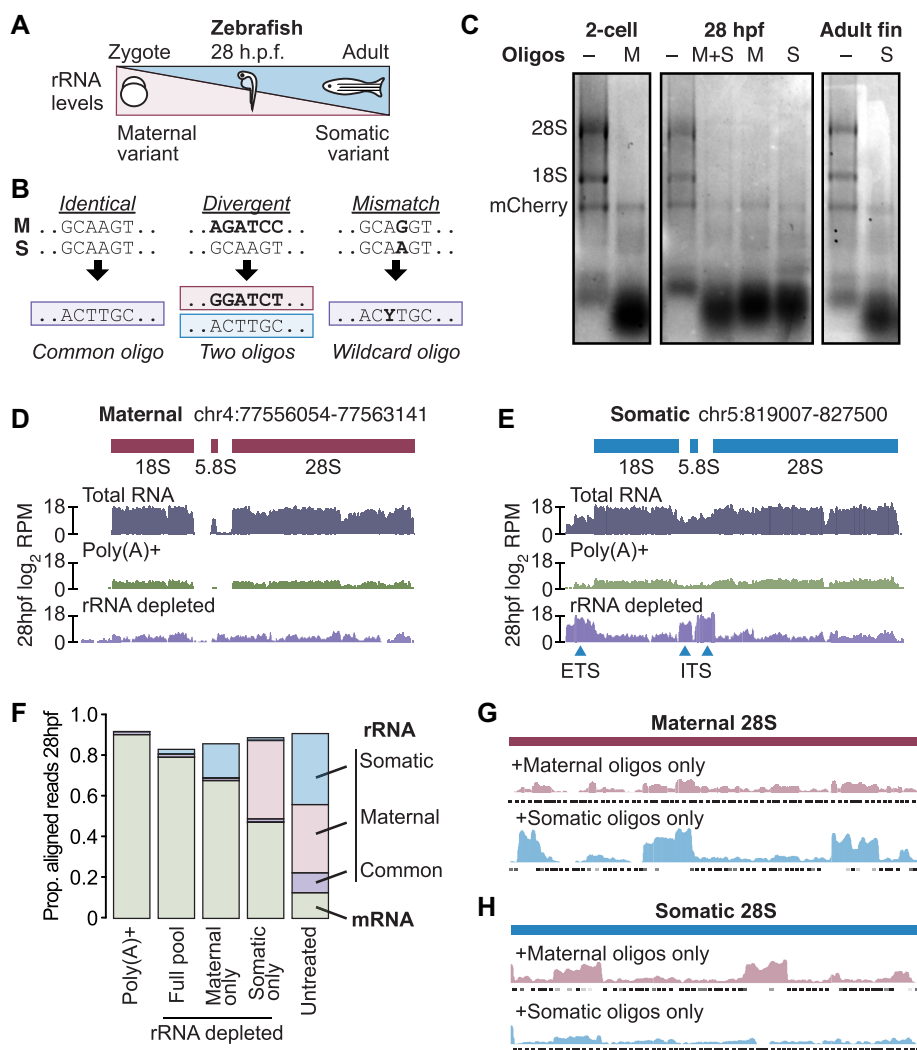 A
Zebrafish
Zygote 28 h.p.f. Adult
rRNA levels
Maternal variant
Somatic variant
B
Identical Divergent Mismatch
M ..GCAAGT.. ..AGATCC.. ..GCAGGT..
S ..GCAAGT.. ..GCAAGT.. ..GCAAGT..
..GGATCT..
..ACTTGC.. ..ACTTGC.. ..ACYTGC..
Common oligo Two oligos Wildcard oligo
C
2-cell 28 hpf Adult fin
Oligos – M – M+S M S – S
28S
18S
mCherry
D
Maternal chr4:77556054-77563141
18S 5.8S 28S
28hpf log2 RPM
Total RNA
18
0
Poly(A)+
18
0
rRNA depleted
18
0
E
Somatic chr5:819007-827500
18S 5.8S 28S
28hpf log2 RPM
Total RNA
18
0
Poly(A)+
18
0
rRNA depleted
18
0
ETS ITS
F
Prop. aligned reads 28hpf
1.0
0.8
0.6
0.4
0.2
0
rRNA
Somatic
Maternal
Common
mRNA
Poly(A)+
Full pool
Maternal only
Somatic only
Untreated
rRNA depleted
G
Maternal 28S
+Maternal oligos only
+Somatic oligos only
H
Somatic 28S
+Maternal oligos only
+Somatic oligos only